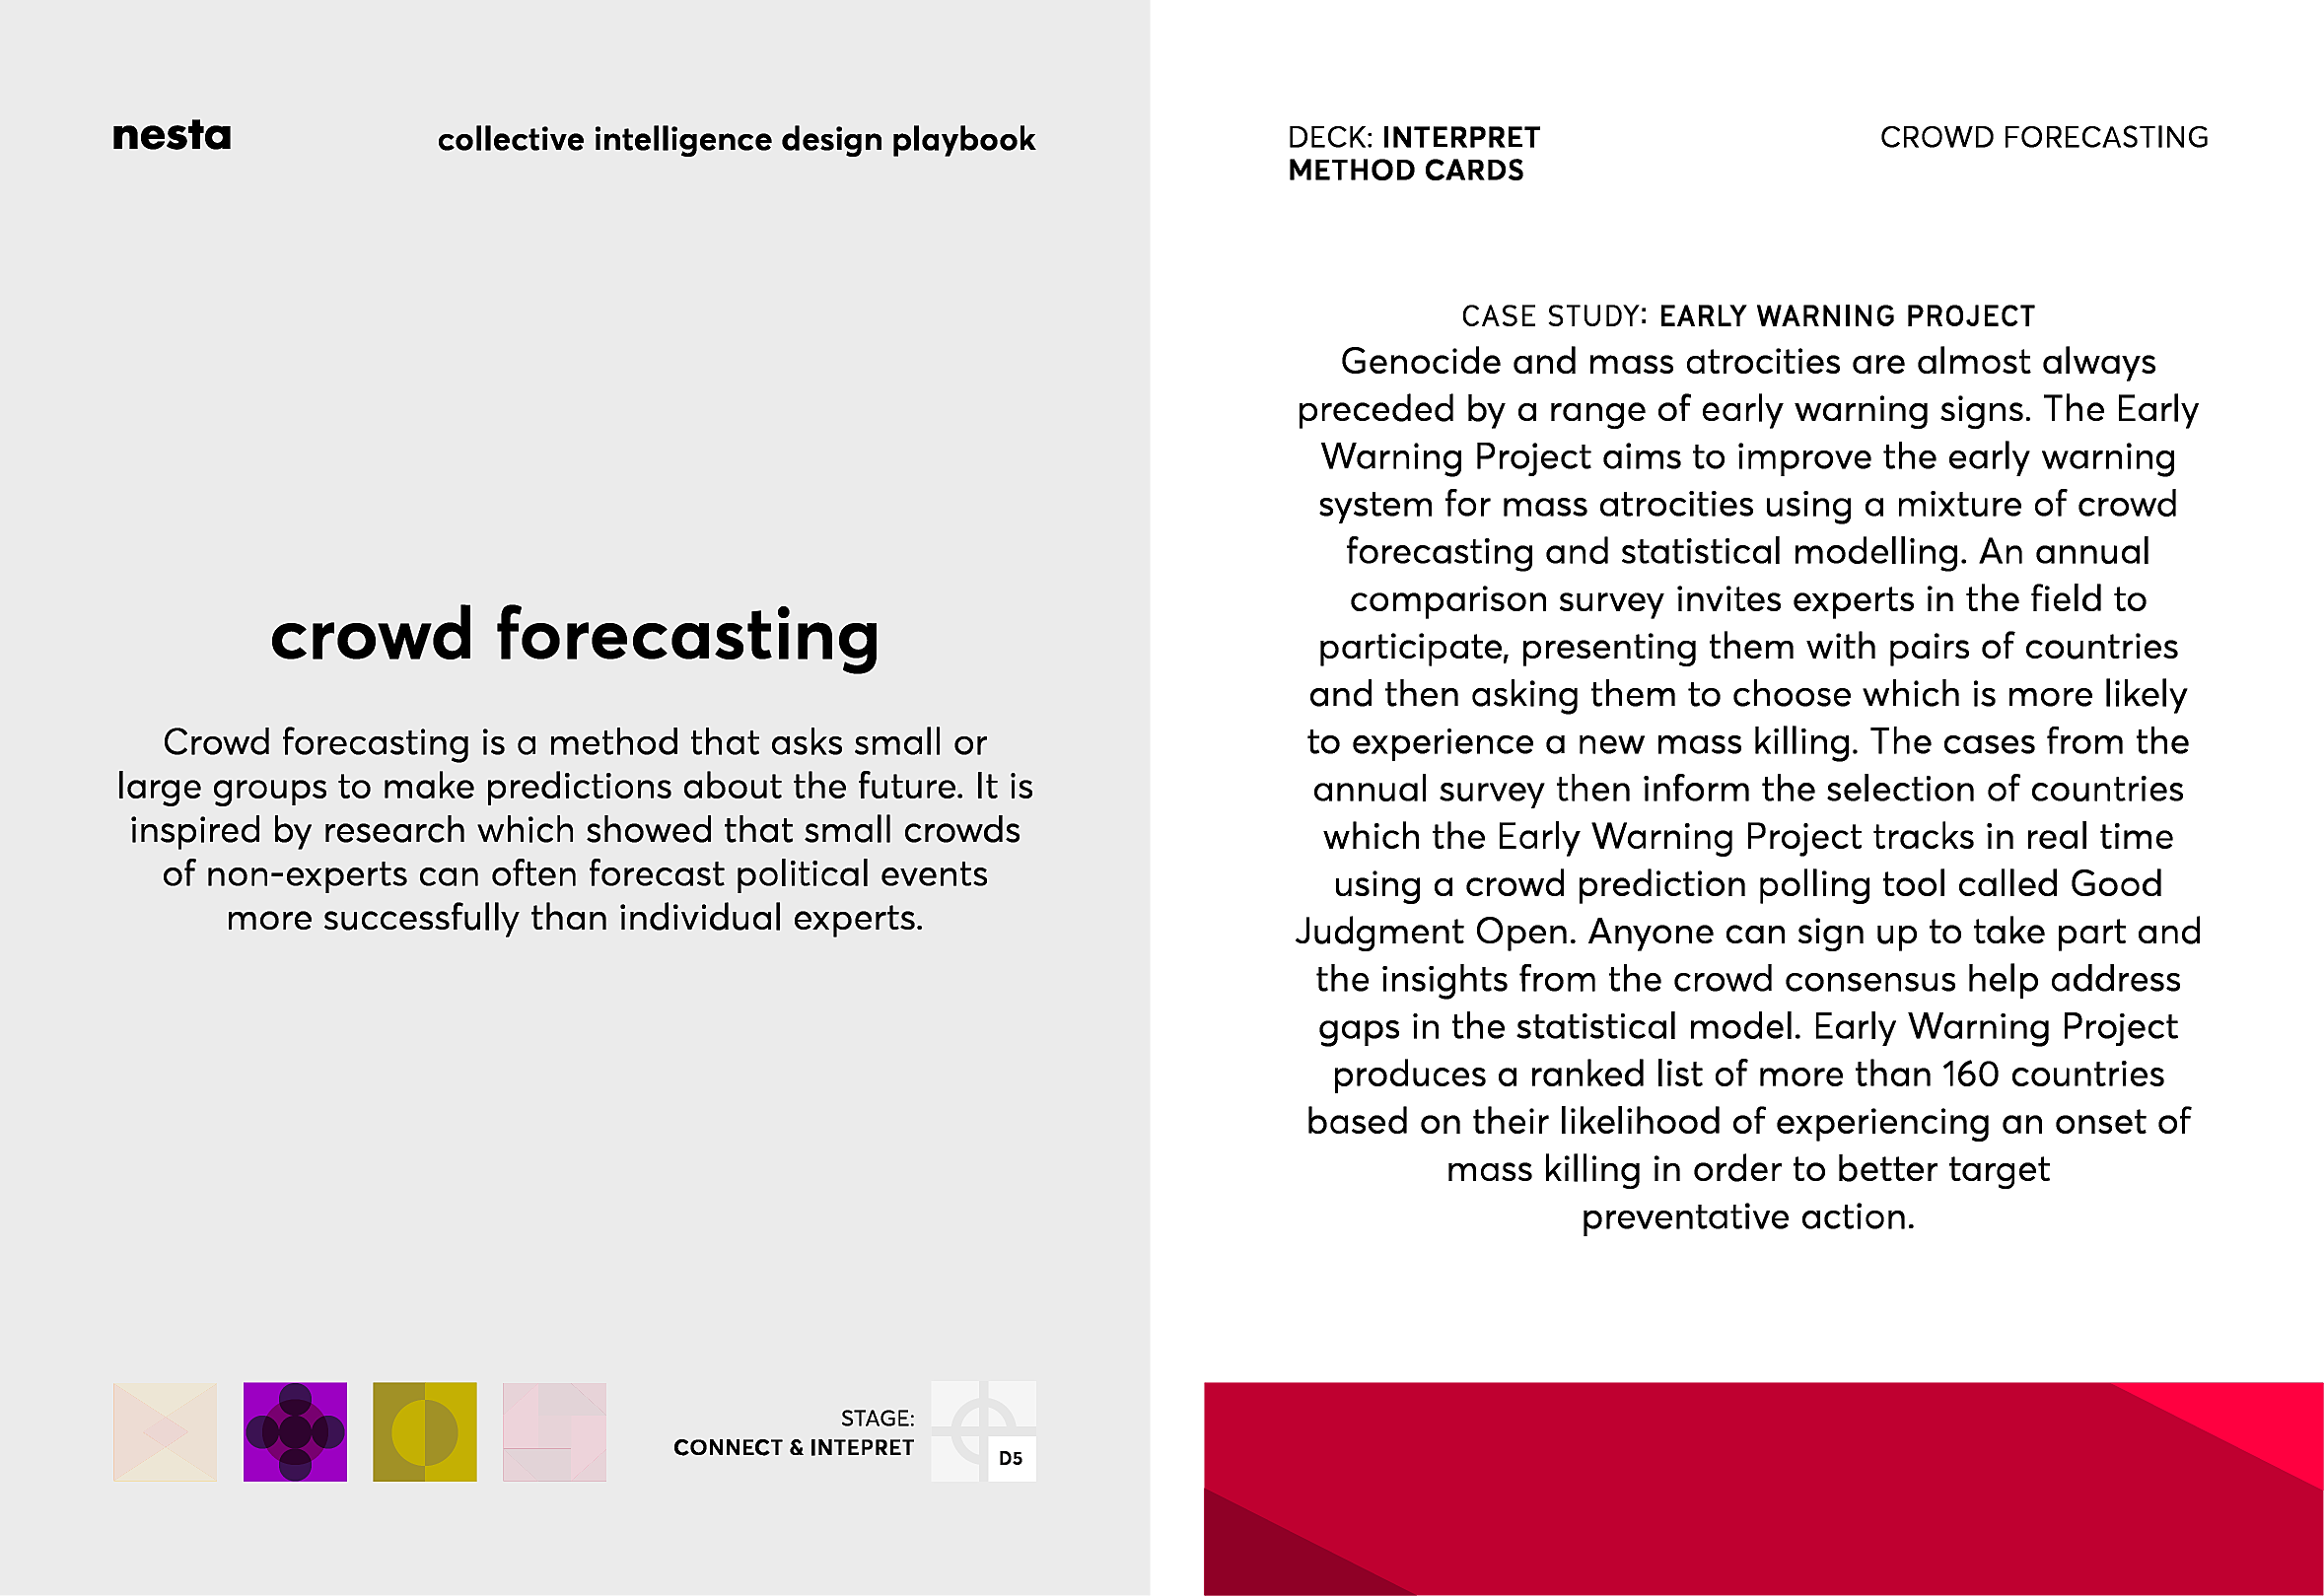 nesta
collective intelligence design playbook
crowd forecasting
Crowd forecasting is a method that asks small or
large groups to make predictions about the future. It is
inspired by research which showed that small crowds
of non-experts can often forecast political events
more successfully than individual experts.
STAGE:
CONNECT & INTEPRET
D5
DECK: INTERPRET
METHOD CARDS
CROWD FORECASTING
CASE STUDY: EARLY WARNING PROJECT
Genocide and mass atrocities are almost always
preceded by a range of early warning signs. The Early
Warning Project aims to improve the early warning
system for mass atrocities using a mixture of crowd
forecasting and statistical modelling. An annual
comparison survey invites experts in the field to
participate, presenting them with pairs of countries
and then asking them to choose which is more likely
to experience a new mass killing. The cases from the
annual survey then inform the selection of countries
which the Early Warning Project tracks in real time
using a crowd prediction polling tool called Good
Judgment Open. Anyone can sign up to take part and
the insights from the crowd consensus help address
gaps in the statistical model. Early Warning Project
produces a ranked list of more than 160 countries
based on their likelihood of experiencing an onset of
mass killing in order to better target
preventative action.